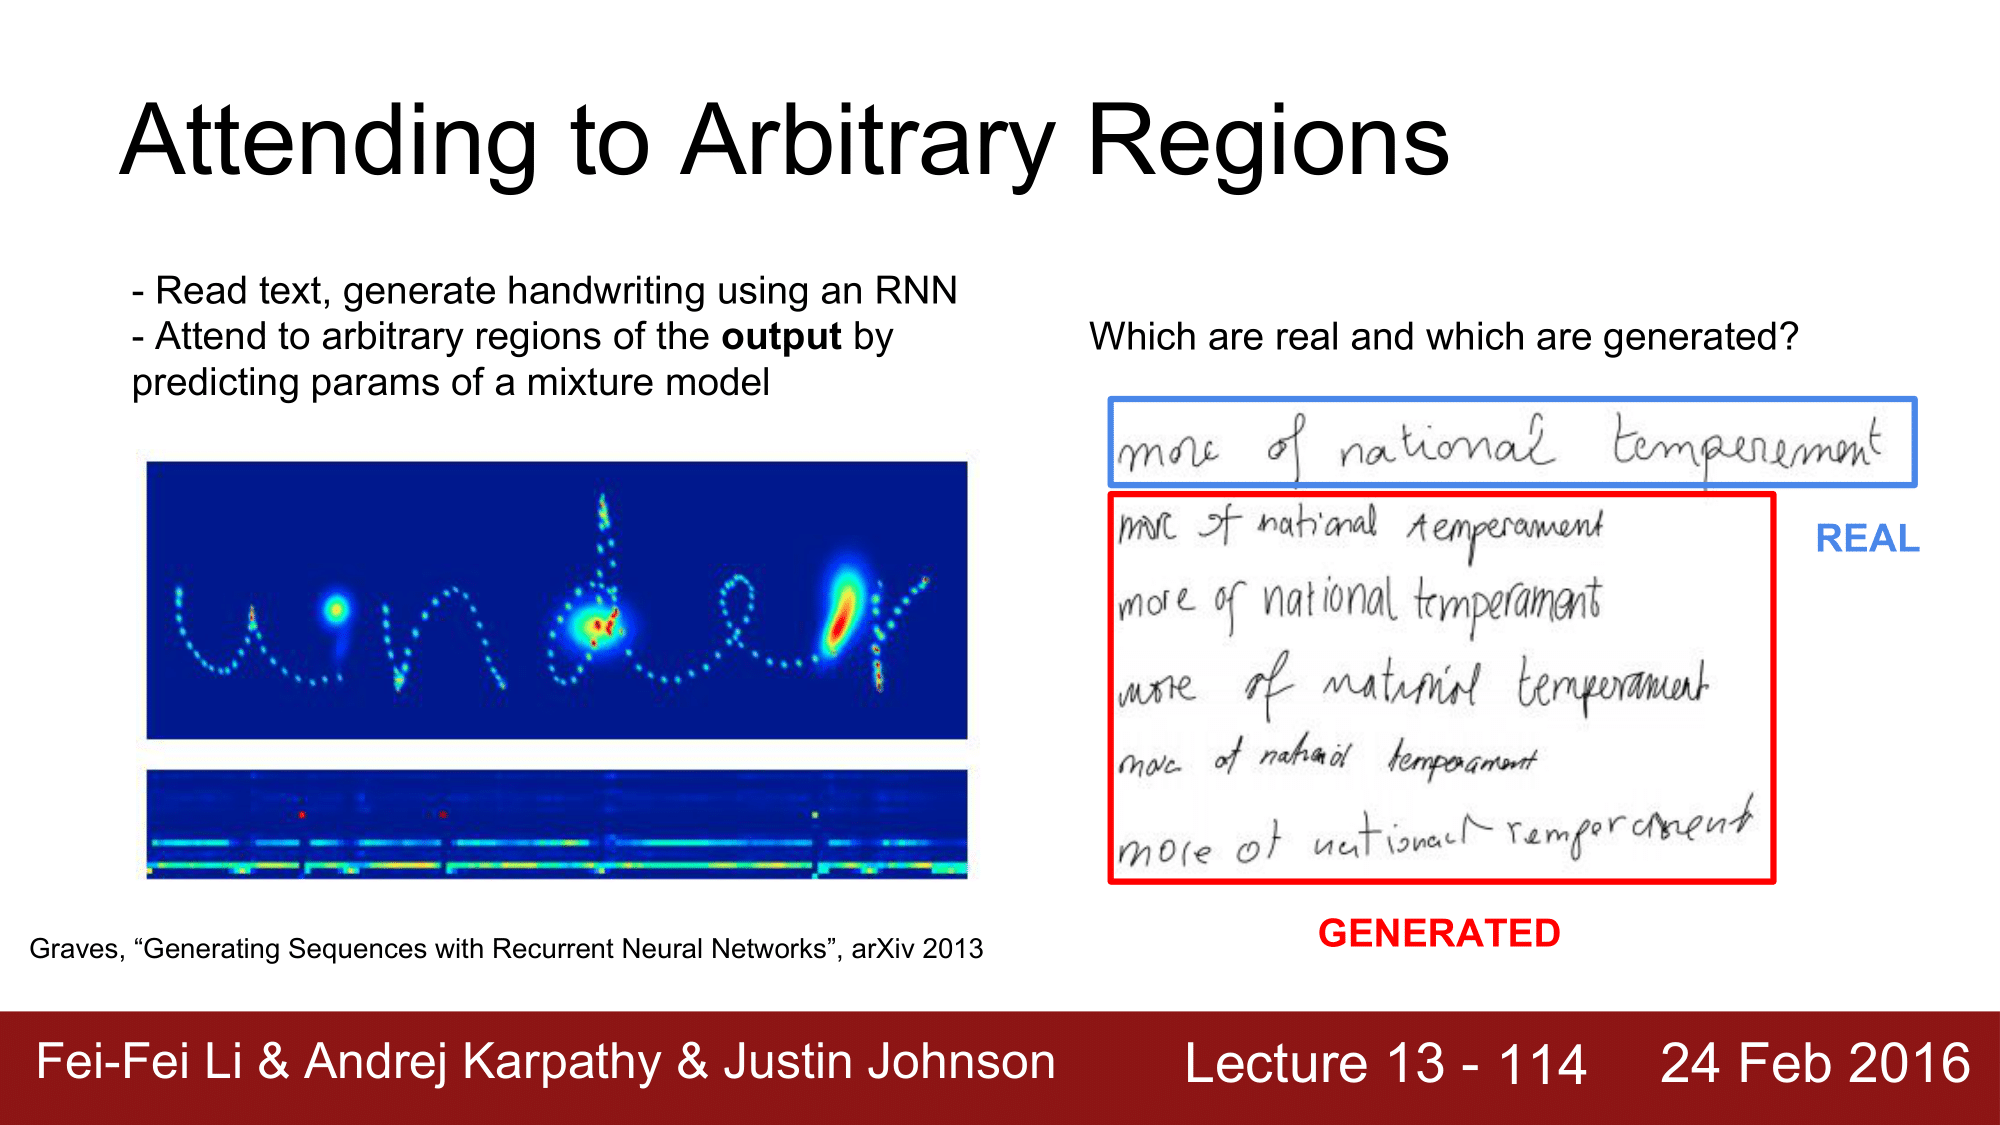 Attending to Arbitrary Regions
- Read text, generate handwriting using an RNN
- Attend to arbitrary regions of the output by
predicting params of a mixture model
under
Graves, “Generating Sequences with Recurrent Neural Networks”, arXiv 2013
Which are real and which are generated?
more of national temperement
REAL
more of national temperament
more of national temperament
more of national temperament
more of national temperament
more of national temperament
GENERATED
Fei-Fei Li & Andrej Karpathy & Justin Johnson
Lecture 13 - 114
24 Feb 2016